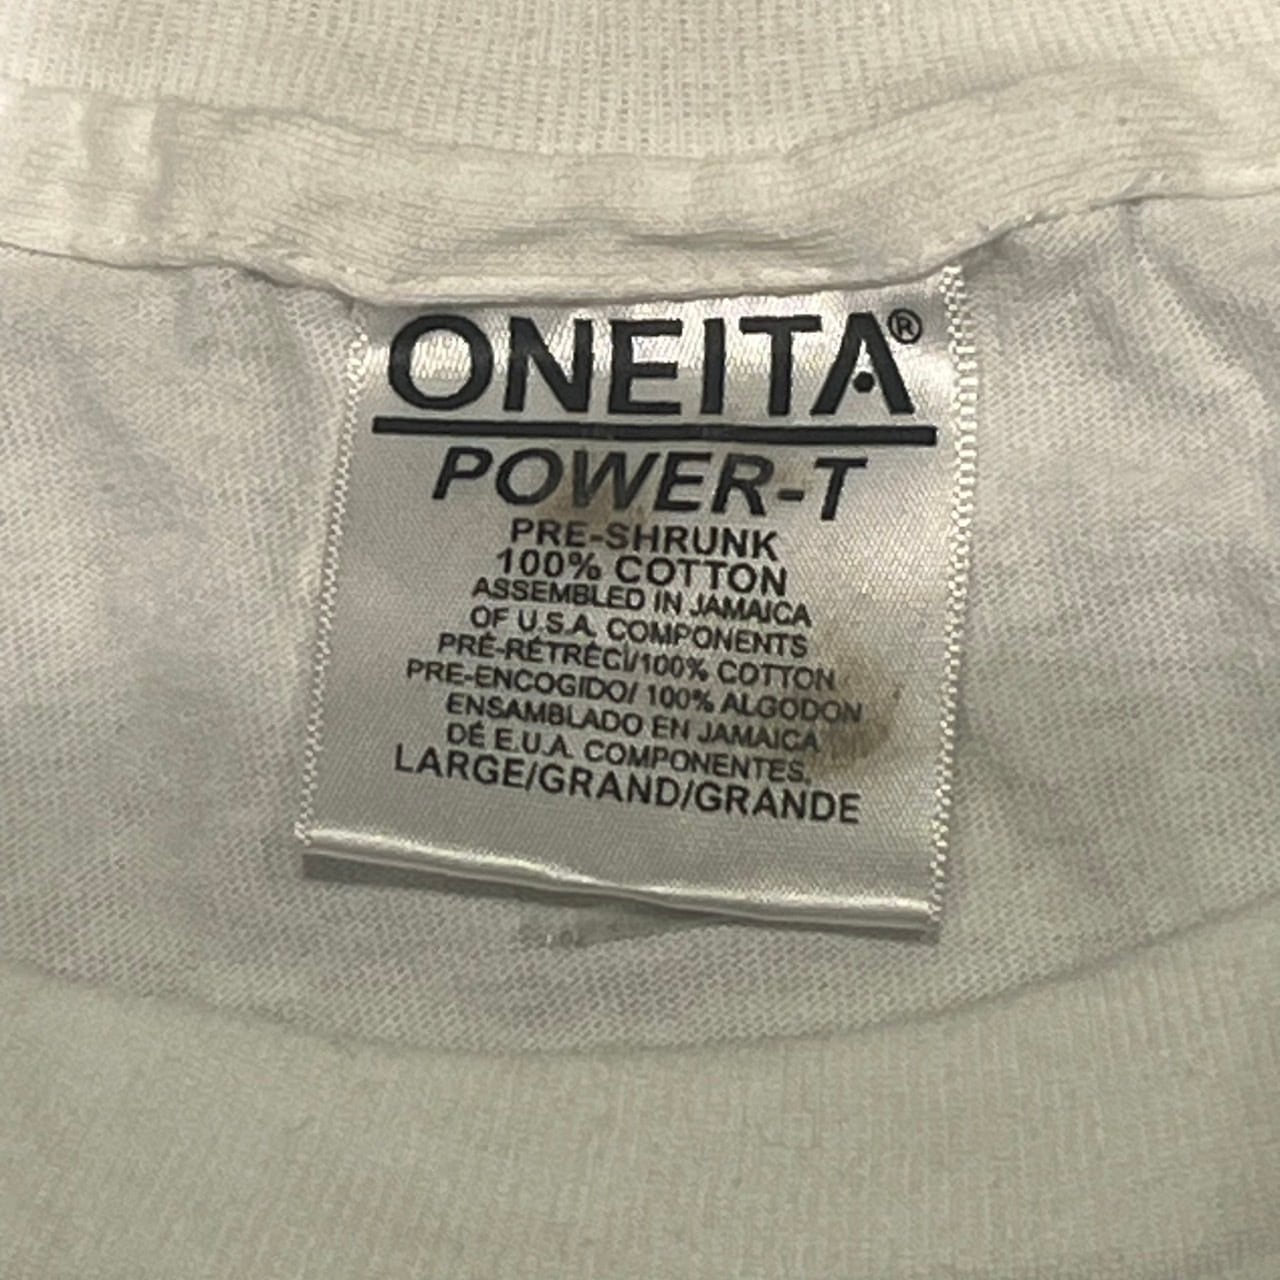 ONEITA®
POWER-T
PRE-SHRUNK
100% COTTON
ASSEMBLED IN JAMAICA
OF U.S.A. COMPONENTS
PRÉ-RÉTRÉCI/100% COTTON
PRE-ENCOGIDO/ 100% ALGODON
ENSAMBLADO EN JAMAICA
DÉ E.U.A. COMPONENTES.
LARGE/GRAND/GRANDE